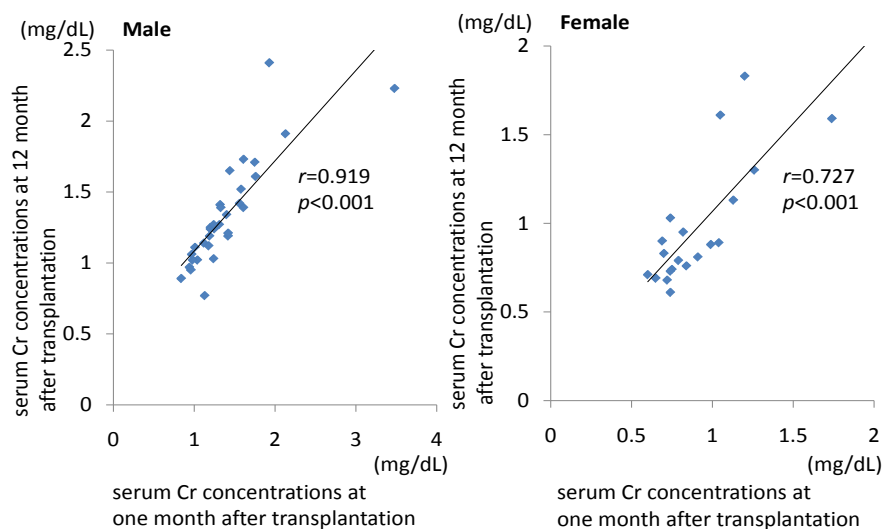 (mg/dL) Male
serum Cr concentrations at 12 month
after transplantation
2.5
2
1.5
1
0.5
0
r=0.919
p<0.001
0 1 2 3 4
(mg/dL)
serum Cr concentrations at
one month after transplantation
(mg/dL) Female
serum Cr concentrations at 12 month
after transplantation
2
1.5
1
0.5
0
r=0.727
p<0.001
0 0.5 1 1.5 2
(mg/dL)
serum Cr concentrations at
one month after transplantation